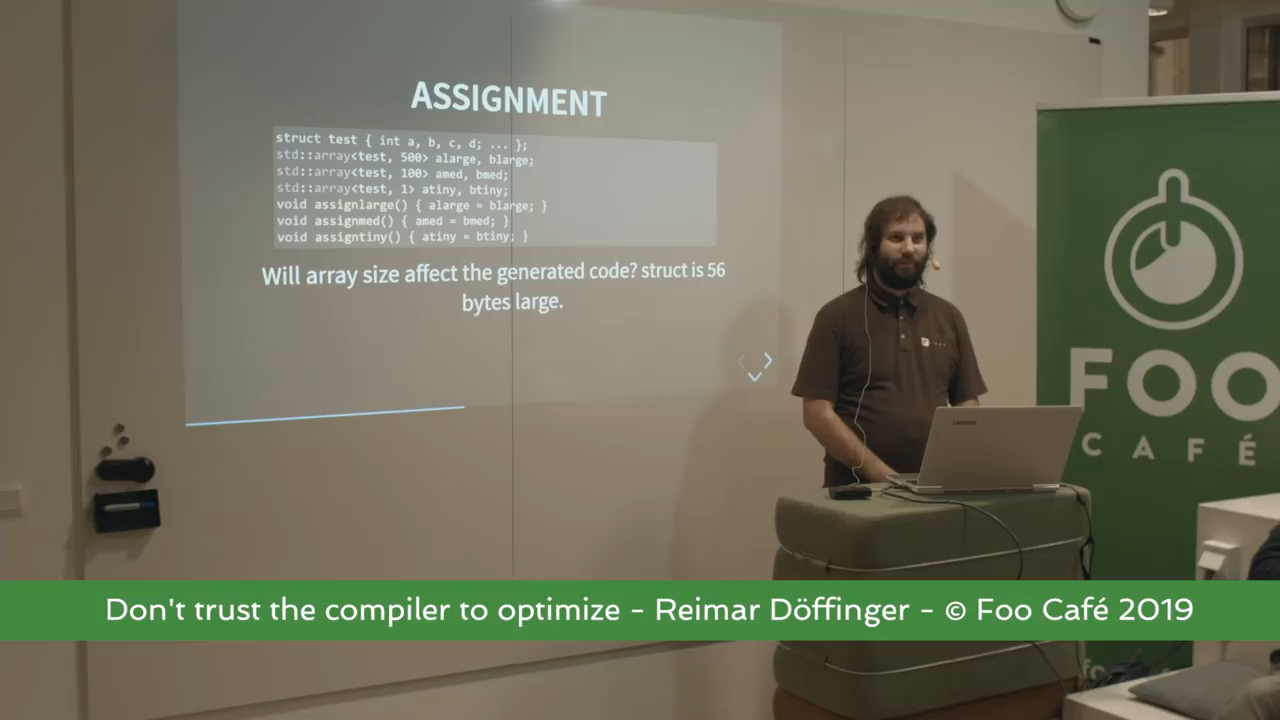 ASSIGNMENT
struct test { int a, b, c, d; ... };
std::array<test, 500> alarge, blarge;
std::array<test, 100> amed, bmed;
std::array<test, 1> atiny, btiny;
void assignlarge() { alarge = blarge; }
void assignmed() { amed = bmed; }
void assigntiny() { atiny = btiny; }
Will array size affect the generated code? struct is 56
bytes large.
FOO
CAFÉ
Don't trust the compiler to optimize - Reimar Döffinger - © Foo Café 2019